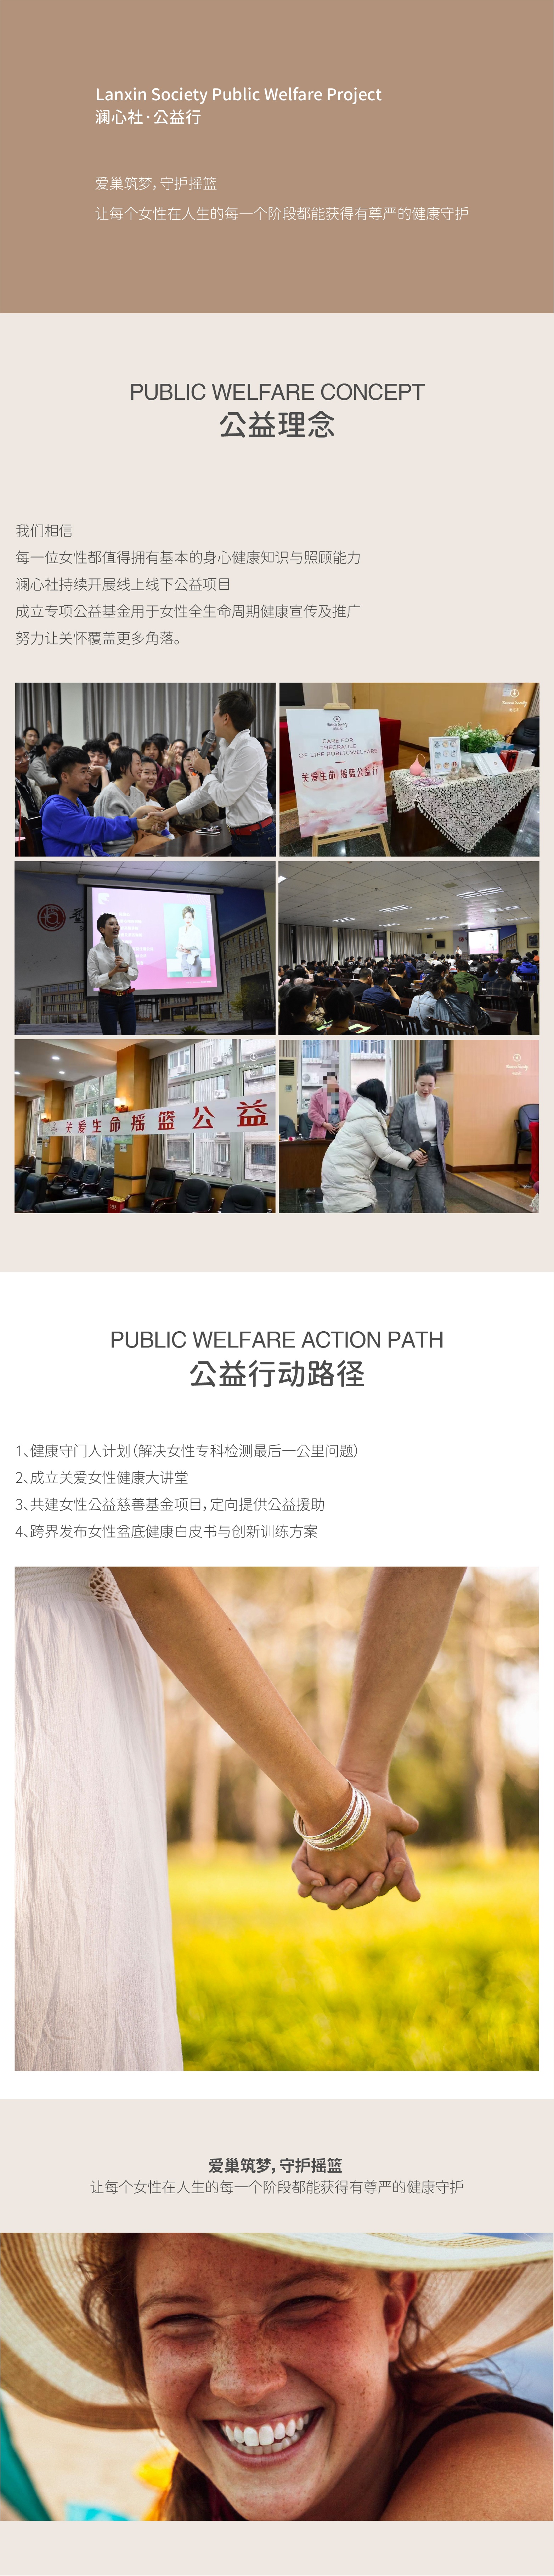 Lanxin Society Public Welfare Project
澜心社·公益行
爱巢筑梦，守护摇篮
让每个女性在人生的每一个阶段都能获得有尊严的健康守护
PUBLIC WELFARE CONCEPT
公益理念
我们相信
每一位女性都值得拥有基本的身心健康知识与照顾能力
澜心社持续开展线上线下公益项目
成立专项公益基金用于女性全生命周期健康宣传及推广
努力让关怀覆盖更多角落。
CARE FOR
THECRADLE
OF LIFE PUBLICWELFARE
关爱生命 摇篮公益行
关爱生命摇篮公益
PUBLIC WELFARE ACTION PATH
公益行动路径
1、健康守门人计划（解决女性专科检测最后一公里问题）
2、成立关爱女性健康大讲堂
3、共建女性公益慈善基金项目，定向提供公益援助
4、跨界发布女性盆底健康白皮书与创新训练方案
爱巢筑梦，守护摇篮
让每个女性在人生的每一个阶段都能获得有尊严的健康守护